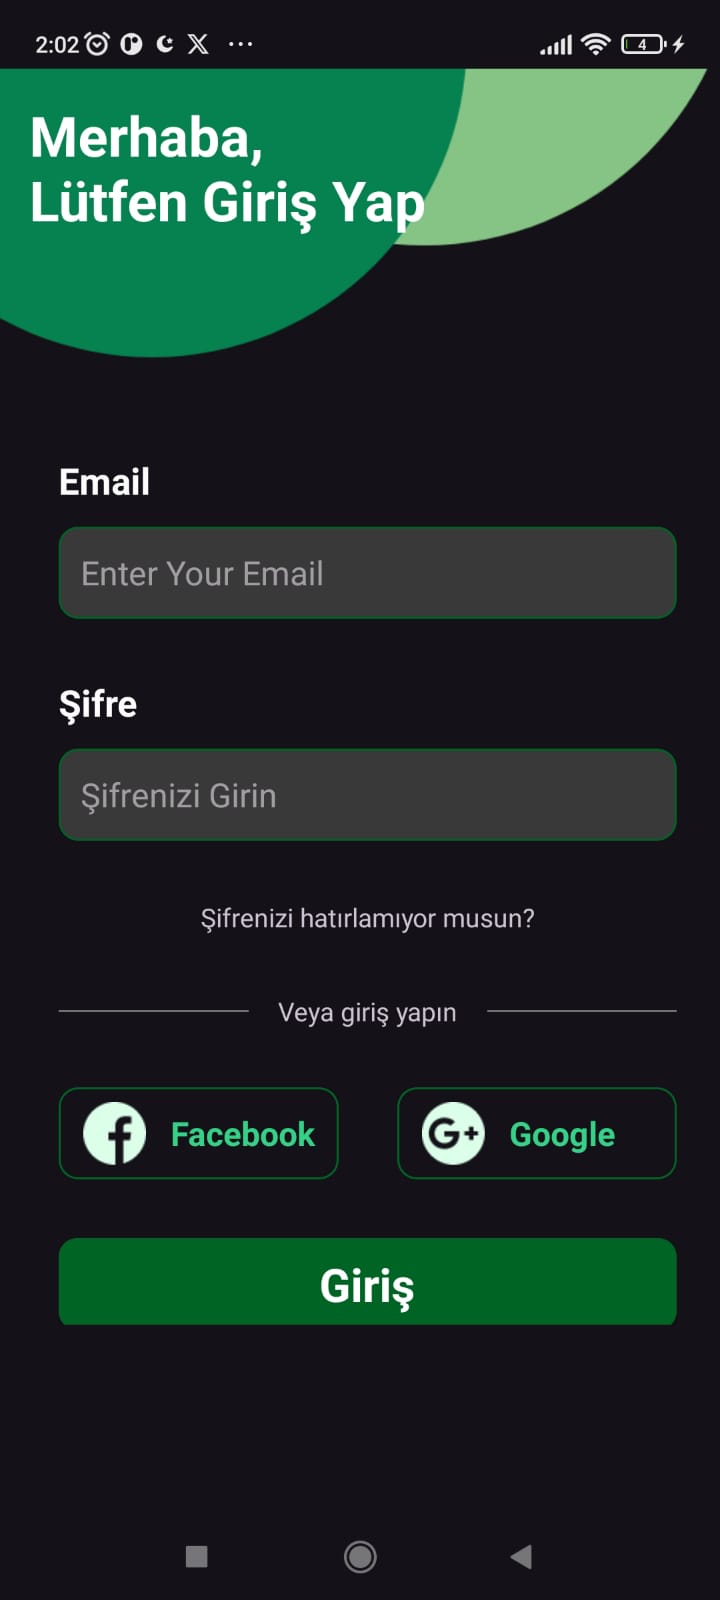 2:02
4
Merhaba,
Lütfen Giriş Yap
Email
Enter Your Email
Şifre
Şifrenizi Girin
Şifrenizi hatırlamıyor musun?
Veya giriş yapın
Facebook
G+ Google
Giriş